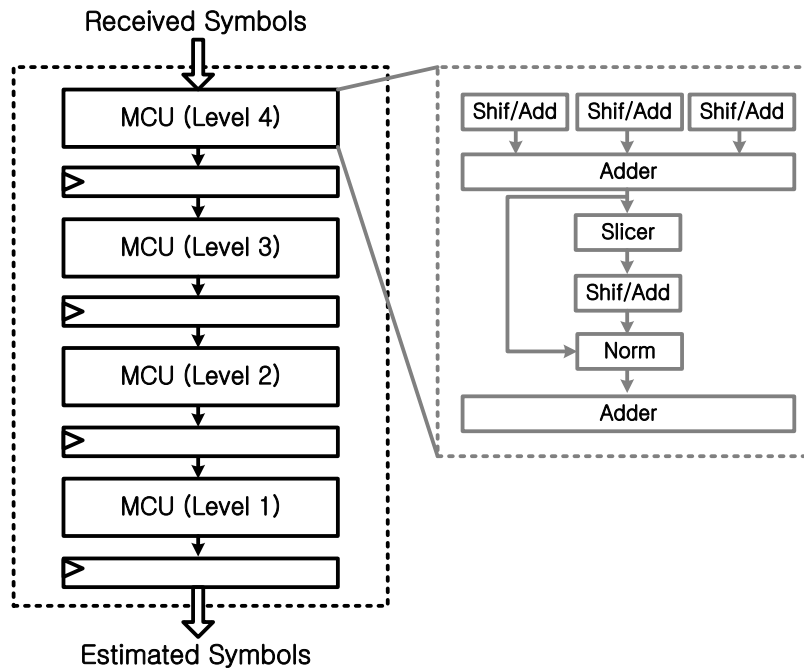 Received Symbols
MCU (Level 4)
MCU (Level 3)
MCU (Level 2)
MCU (Level 1)
Estimated Symbols
Shif/Add Shif/Add Shif/Add
Adder
Slicer
Shif/Add
Norm
Adder